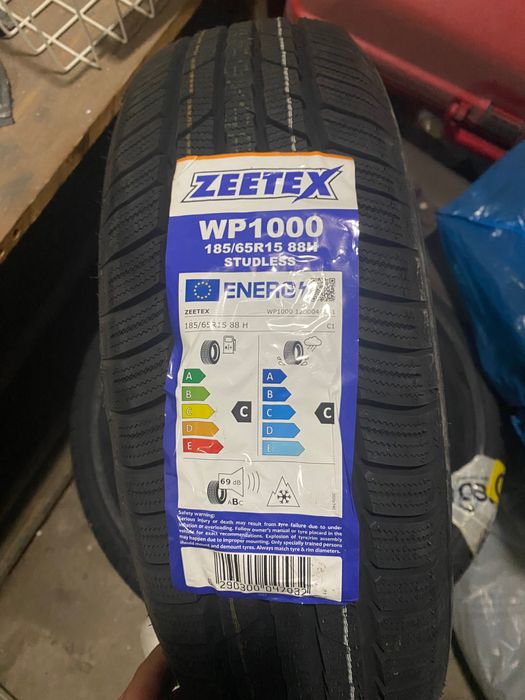 ZEETEX
WP1000
185/65R15 88H
STUDLESS
ENERG
ZEETEX
185/65R15 88 H
C1
A
B
C
D
E
C
A
B
C
D
E
C
69 dB
ABC
Safety warning:
Serious injury or death may result from tyre failure due to under-
inflation or overloading. Follow owner's manual or tyre placard in the
vehicle for exact recommendations. Explosion of tyre/rim assembly
may happen due to improper mounting. Only specially trained persons
should mount and demount tyres. Always match tyre & rim diameters.